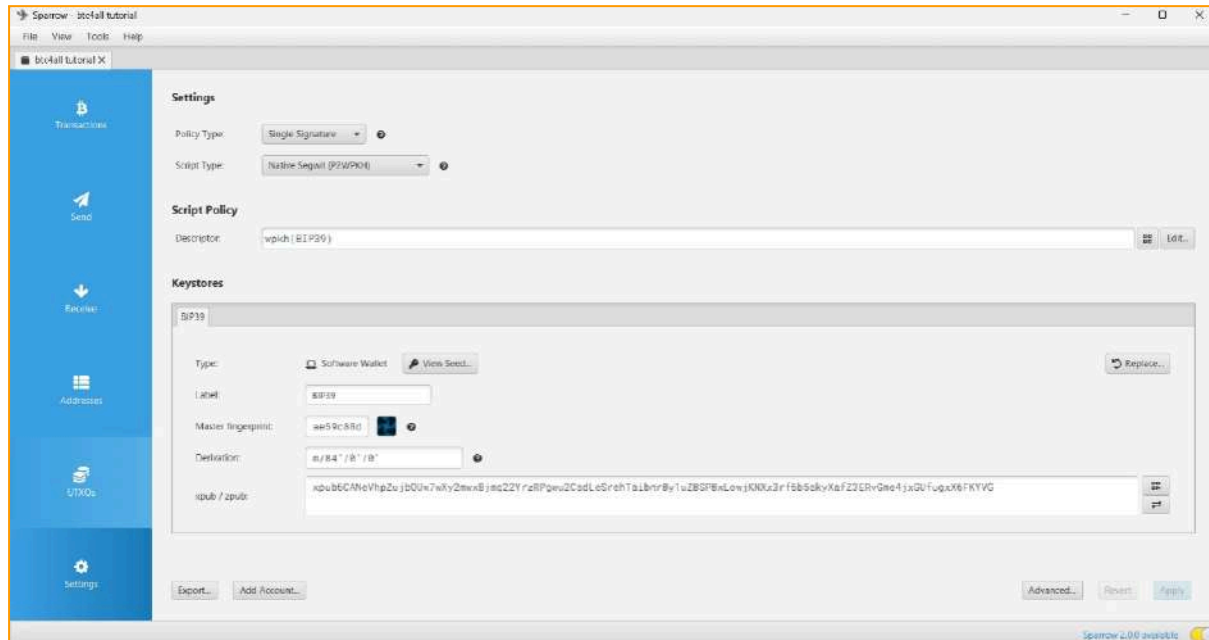 Sparrow - btc4all tutorial
File View Tools Help
btc4all tutorial X
Transactions
Send
Receive
Addresses
UTXOs
Settings
Settings
Policy Type: Single Signature
Script Type: Native Segwit (P2WPKH)
Script Policy
Descriptor: wpkh(BIP39)
Edit...
Keystores
BIP39
Type: Software Wallet View Seed... Replace...
Label: BIP39
Master fingerprint: ae59c88d
Derivation: m/84'/0'/0'
xpub / zpub:
Export... Add Account... Advanced... Revert Apply
Sparrow 2.0.0 available